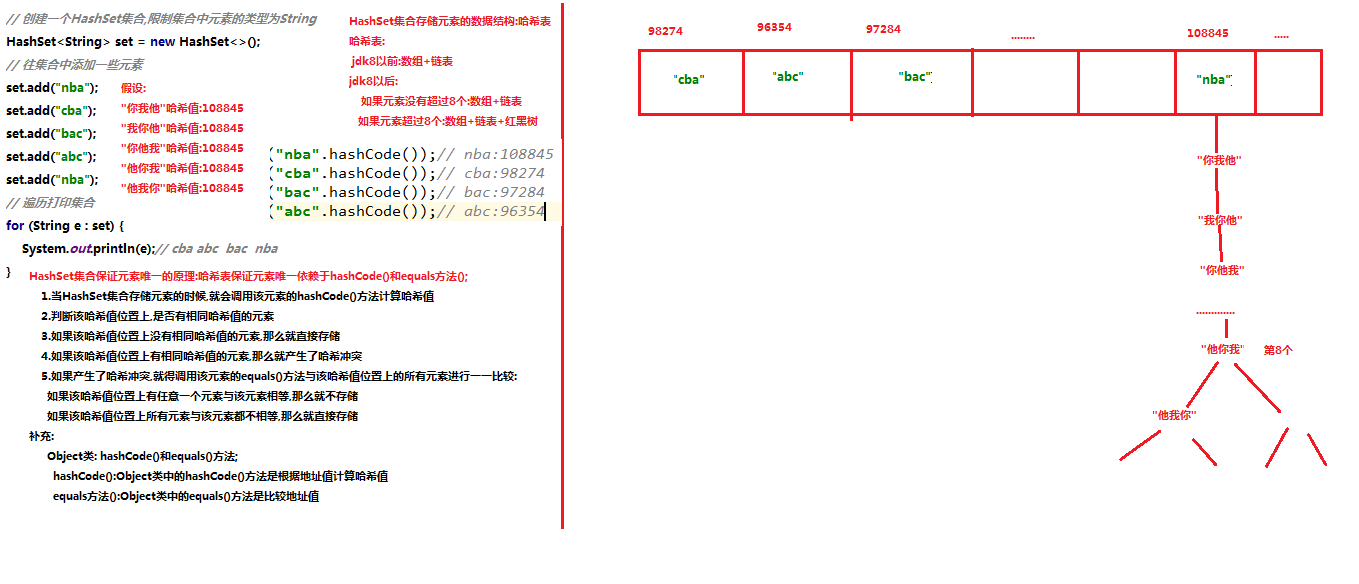 // 创建一个HashSet集合,限制集合中元素的类型为String
HashSet<String> set = new HashSet<>();
// 往集合中添加一些元素
set.add("nba");
set.add("cba");
set.add("bac");
set.add("abc");
set.add("nba");
// 遍历打印集合
for (String e : set) {
System.out.println(e);// cba abc bac nba
}
假设:
"你我他"哈希值:108845
"我你他"哈希值:108845
"你他我"哈希值:108845
"他你我"哈希值:108845
"他我你"哈希值:108845
HashSet集合存储元素的数据结构:哈希表
哈希表:
jdk8以前:数组+链表
jdk8以后:
如果元素没有超过8个:数组+链表
如果元素超过8个:数组+链表+红黑树
("nba".hashCode());// nba:108845
("cba".hashCode());// cba:98274
("bac".hashCode());// bac:97284
("abc".hashCode());// abc:96354
HashSet集合保证元素唯一的原理:哈希表保证元素唯一依赖于hashCode()和equals方法();
1.当HashSet集合存储元素的时候,就会调用该元素的hashCode()方法计算哈希值
2.判断该哈希值位置上,是否有相同哈希值的元素
3.如果该哈希值位置上没有相同哈希值的元素,那么就直接存储
4.如果该哈希值位置上有相同哈希值的元素,那么就产生了哈希冲突
5.如果产生了哈希冲突,就得调用该元素的equals()方法与该哈希值位置上的所有元素进行一一比较:
如果该哈希值位置上有任意一个元素与该元素相等,那么就不存储
如果该哈希值位置上所有元素与该元素都不相等,那么就直接存储
补充:
Object类: hashCode()和equals()方法;
hashCode():Object类中的hashCode()方法是根据地址值计算哈希值
equals方法():Object类中的equals()方法是比较地址值
98274 96354 97284 ........ 108845 .....
"cba" "abc" "bac" "nba"
"你我他"
"我你他"
"你他我"
.............
"他你我" 第8个
"他我你"